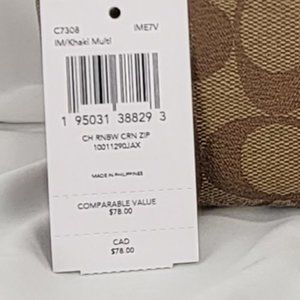 C7308 IME7V
IM/Khaki Multi
1 95031 38829 3
CH RNBW CRN ZIP
10011290JAX
MADE IN PHILIPPINES
COMPARABLE VALUE
$78.00
CAD
$78.00